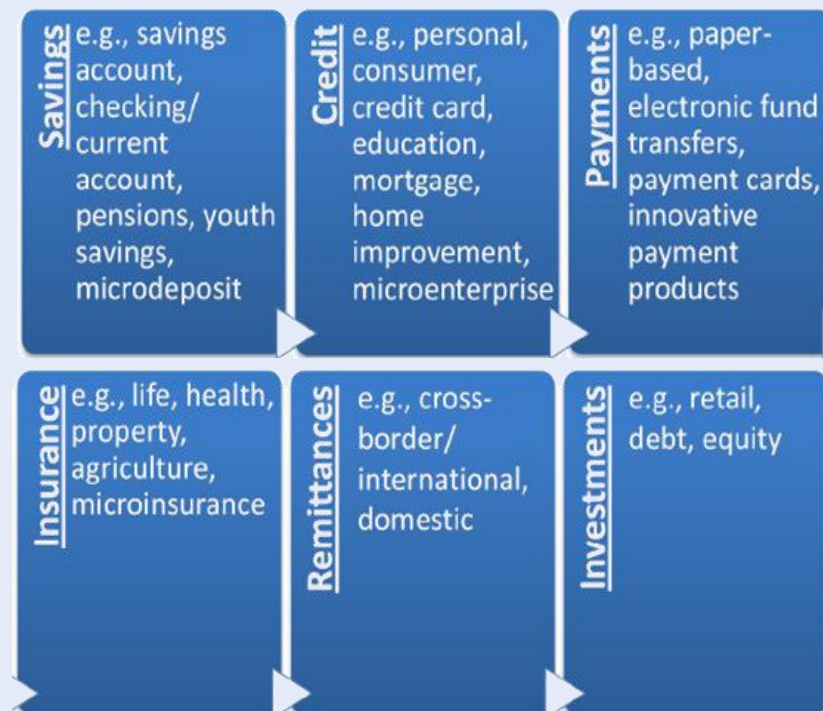 Savings
e.g., savings
account,
checking/
current
account,
pensions, youth
savings,
microdeposit
Credit
e.g., personal,
consumer,
credit card,
education,
mortgage,
home
improvement,
microenterprise
Payments
e.g., paper-
based,
electronic fund
transfers,
payment cards,
innovative
payment
products
Insurance
e.g., life, health,
property,
agriculture,
microinsurance
Remittances
e.g., cross-
border/
international,
domestic
Investments
e.g., retail,
debt, equity